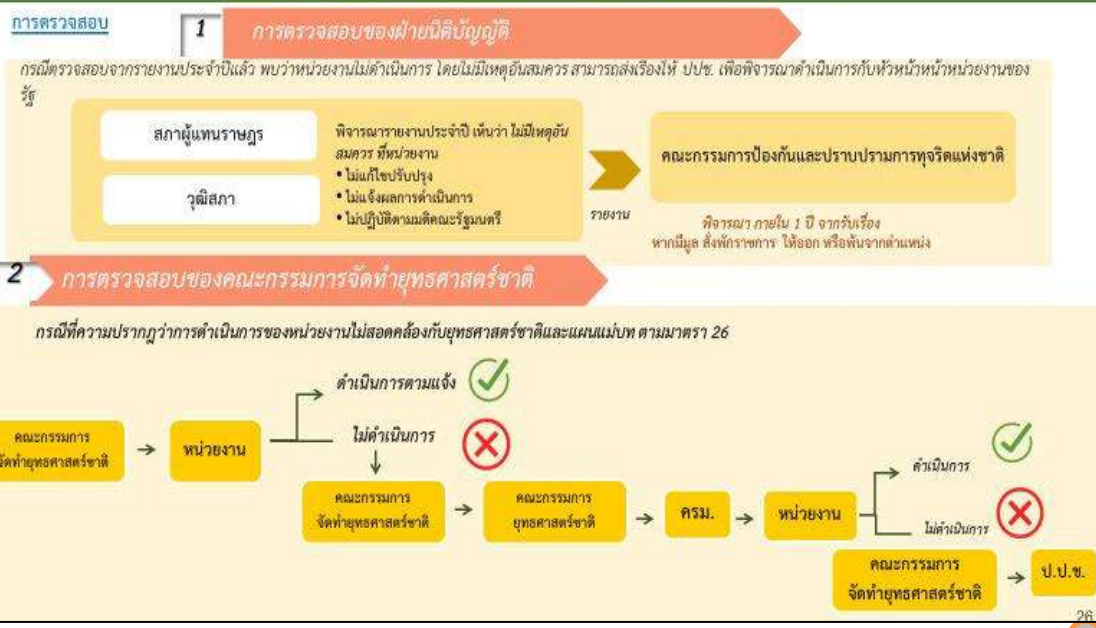 การตรวจสอบ
1
การตรวจสอบของฝ่ายนิติบัญญัติ
กรณีตรวจสอบจากรายงานประจำปีแล้ว พบว่าหน่วยงานไม่ดำเนินการ โดยไม่มีเหตุอันสมควร สามารถส่งเรื่องให้ ปปช. เพื่อพิจารณาดำเนินการกับหัวหน้าหน้าหน่วยงานของ
รัฐ
สภาผู้แทนราษฎร
วุฒิสภา
พิจารณารายงานประจำปี เห็นว่า ไม่มีเหตุอัน
สมควร ที่หน่วยงาน
• ไม่แก้ไขปรับปรุง
• ไม่แจ้งผลการดำเนินการ
• ไม่ปฏิบัติตามมติคณะรัฐมนตรี
รายงาน
คณะกรรมการป้องกันและปราบปรามการทุจริตแห่งชาติ
พิจารณา ภายใน 1 ปี จากรับเรื่อง
หากมีมูล สั่งพักราชการ ให้ออก หรือพ้นจากตำแหน่ง
2
การตรวจสอบของคณะกรรมการจัดทำยุทธศาสตร์ชาติ
กรณีที่ความปรากฎว่าการดำเนินการของหน่วยงานไม่สอดคล้องกับยุทธศาสตร์ชาติและแผนแม่บท ตามมาตรา 26
คณะกรรมการ
จัดทำยุทธศาสตร์ชาติ
หน่วยงาน
ดำเนินการตามแจ้ง
ไม่ดำเนินการ
คณะกรรมการ
จัดทำยุทธศาสตร์ชาติ
คณะกรรมการ
ยุทธศาสตร์ชาติ
ครม.
หน่วยงาน
ดำเนินการ
ไม่ดำเนินการ
คณะกรรมการ
จัดทำยุทธศาสตร์ชาติ
ป.ป.ช.
26